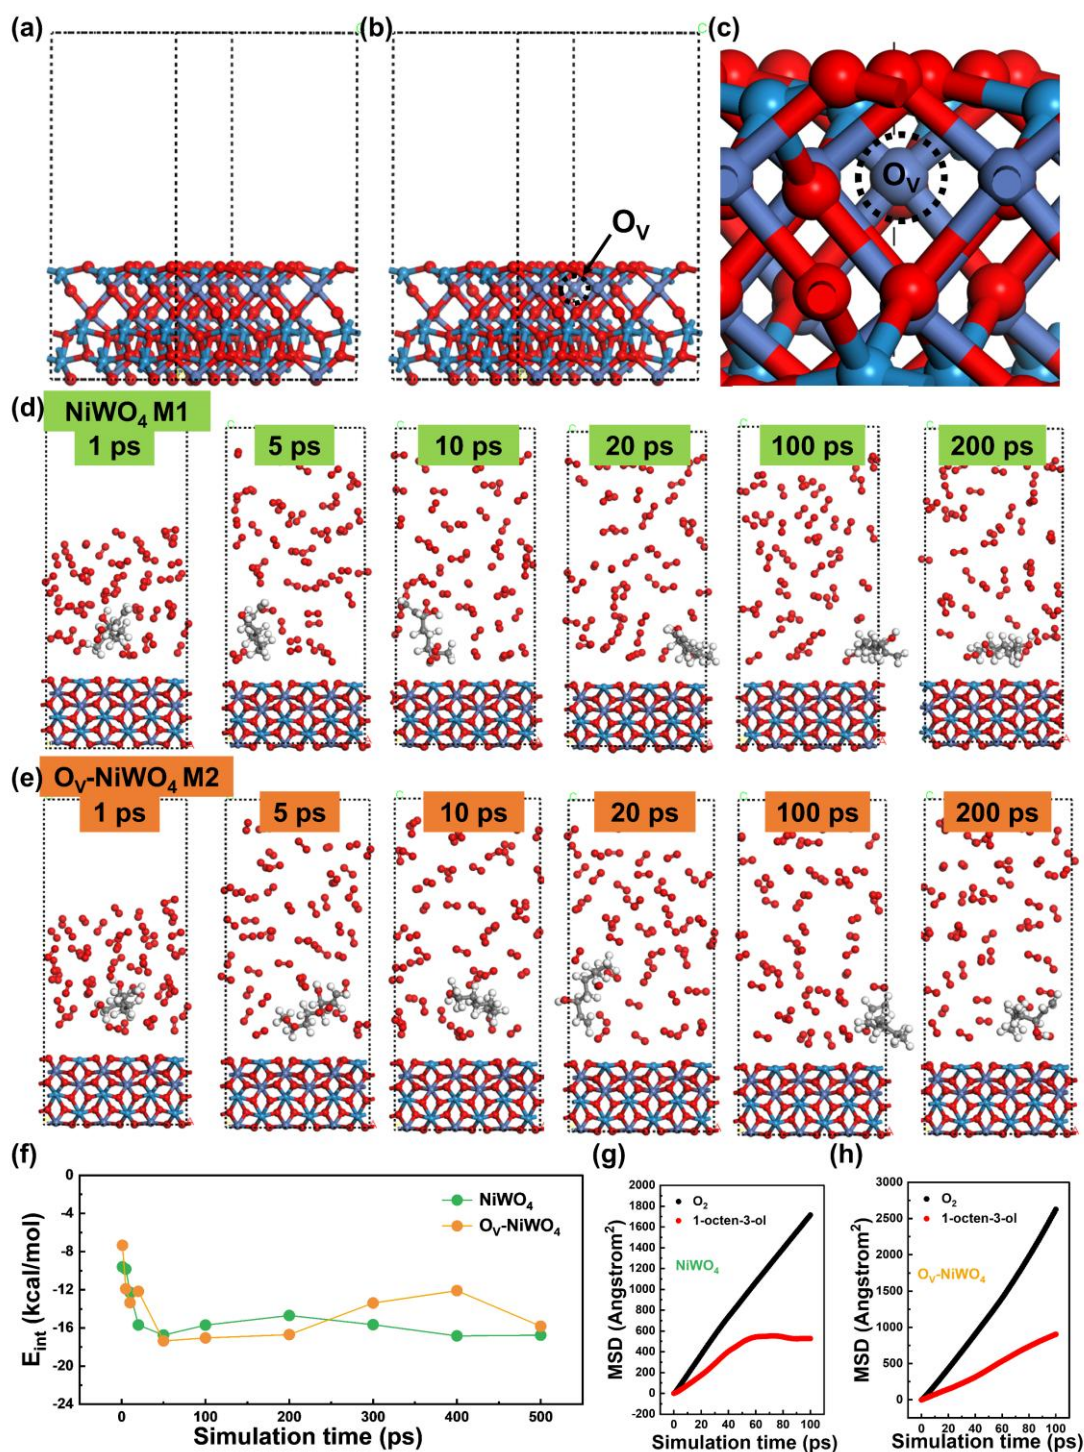 (a)
(b)
(c)
C
C
O_V
O_V
(d)
NiWO₄ M1
1 ps
5 ps
10 ps
20 ps
100 ps
200 ps
(e)
O_V-NiWO₄ M2
1 ps
5 ps
10 ps
20 ps
100 ps
200 ps
(f)
0
-4
-8
-12
-16
-20
-24
E_int (kcal/mol)
NiWO₄
O_V-NiWO₄
0 100 200 300 400 500
Simulation time (ps)
(g)
2000
1800
1600
1400
1200
1000
800
600
400
200
0
-200
MSD (Angstrom²)
O₂
1-octen-3-ol
NiWO₄
0 20 40 60 80 100
Simulation time (ps)
(h)
3000
2500
2000
1500
1000
500
0
MSD (Angstrom²)
O₂
1-octen-3-ol
O_V-NiWO₄
0 20 40 60 80 100
Simulation time (ps)